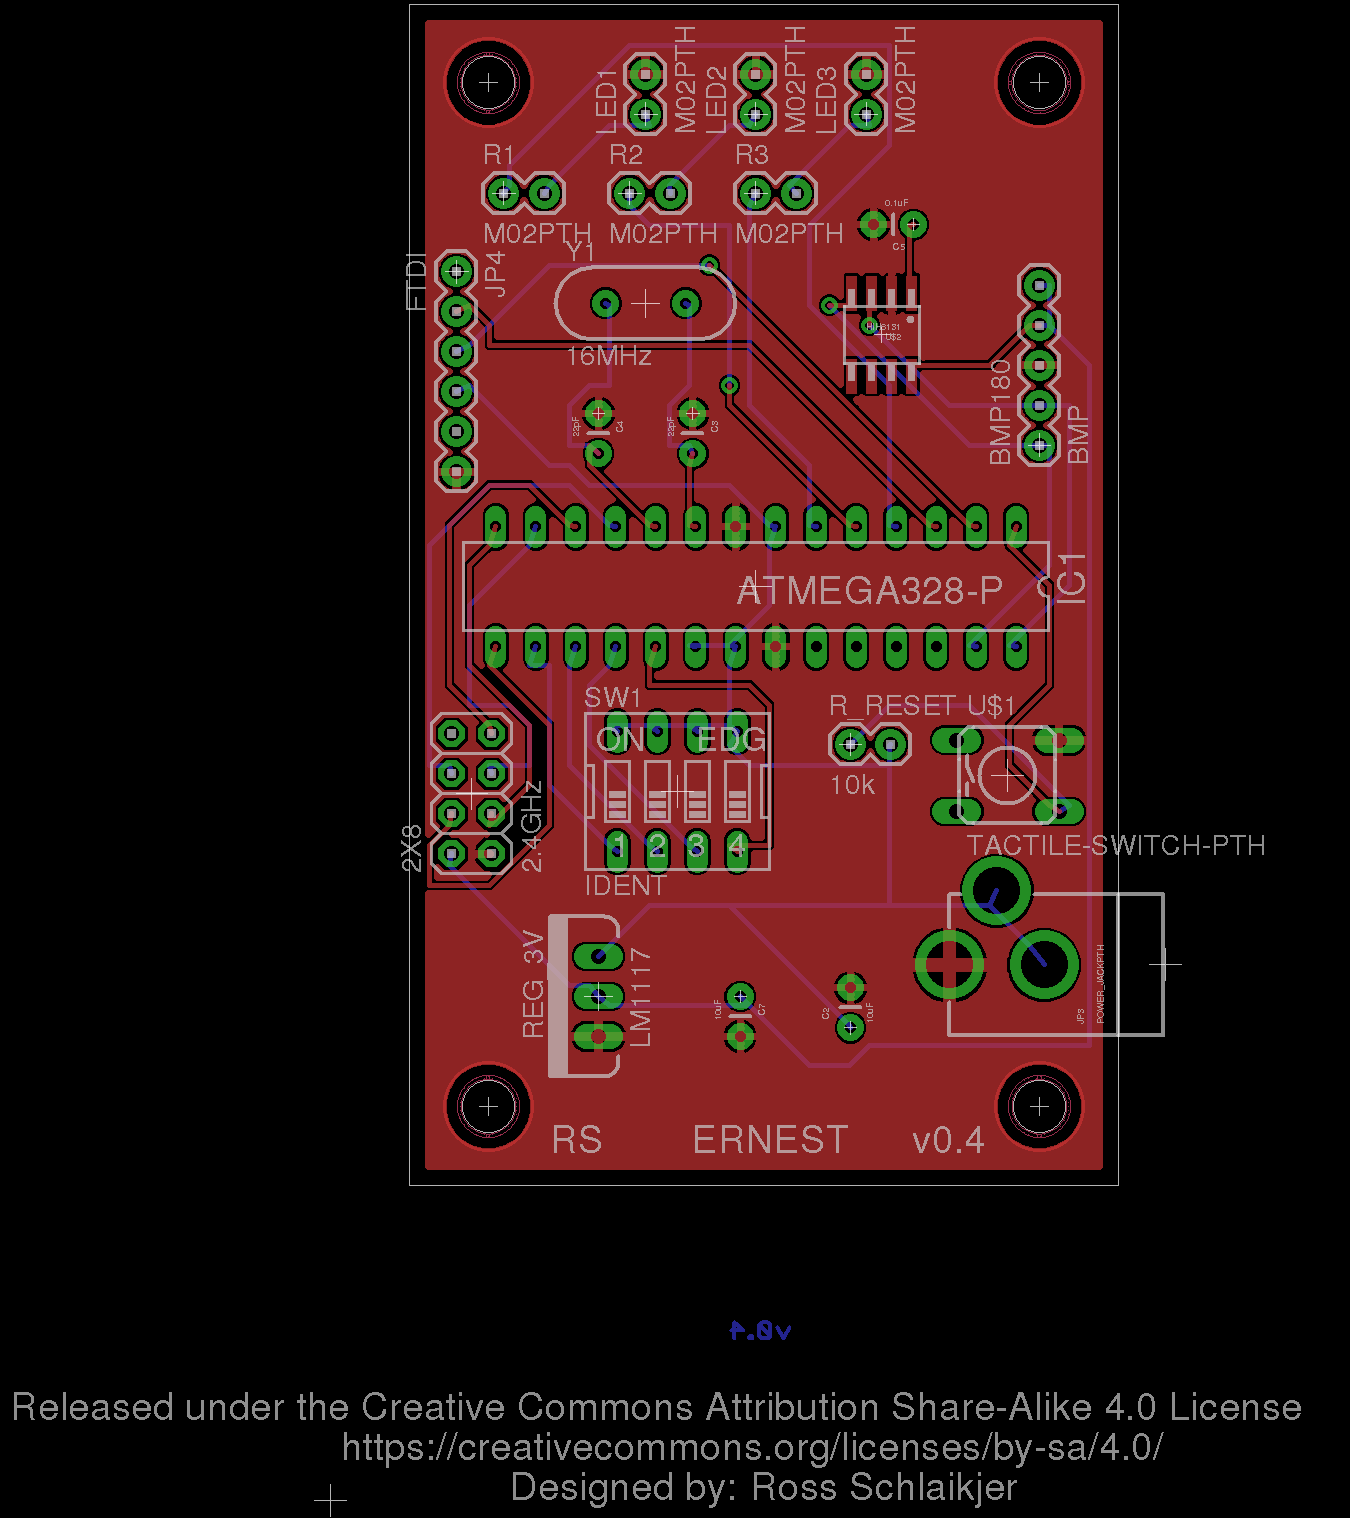 LED1
M02PTH
LED2
M02PTH
LED3
M02PTH
R1
R2
R3
M02PTH
M02PTH
M02PTH
0.1uF
C5
FTDI
JP4
Y1
16MHz
HIH6131
U$2
BMP180
BMP
22pF
C4
22pF
C3
ATMEGA328-P
IC1
SW1
ON
EDG
1 2 3 4
IDENT
R_RESET
10k
U$1
TACTILE-SWITCH-PTH
2X8
2.4GHz
REG 3V
LM1117
10uF
C7
C2
10uF
JP3
POWER_JACKPTH
RS
ERNEST
v0.4
v0.4
Released under the Creative Commons Attribution Share-Alike 4.0 License
https://creativecommons.org/licenses/by-sa/4.0/
Designed by: Ross Schlaikjer